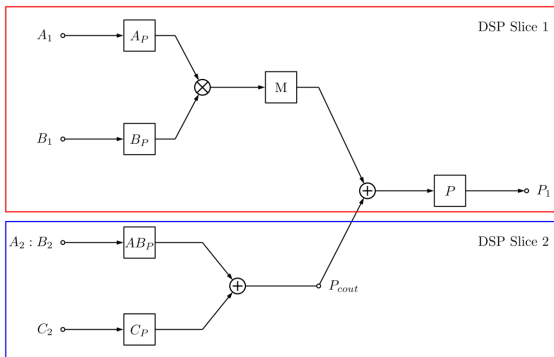 DSP Slice 1
A₁
A_P
M
B₁
B_P
P
P₁
DSP Slice 2
A₂ : B₂
AB_P
P_cout
C₂
C_P